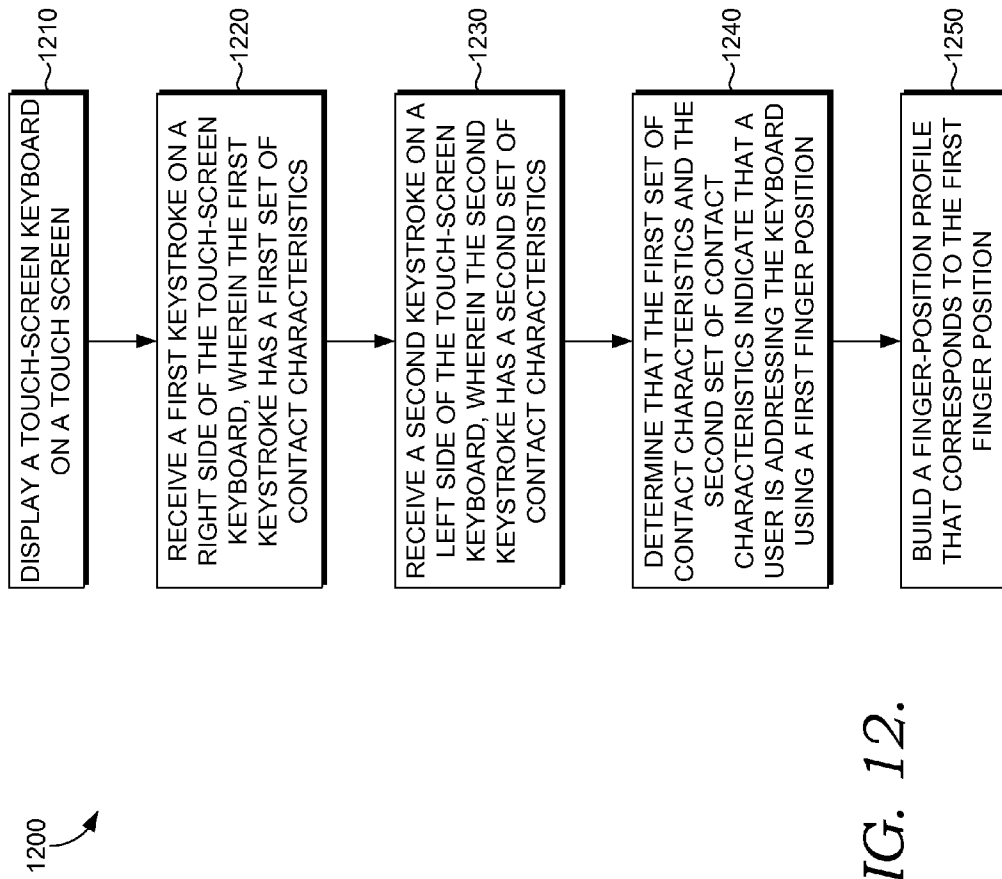 1200
DISPLAY A TOUCH-SCREEN KEYBOARD
ON A TOUCH SCREEN
1210
RECEIVE A FIRST KEYSTROKE ON A
RIGHT SIDE OF THE TOUCH-SCREEN
KEYBOARD, WHEREIN THE FIRST
KEYSTROKE HAS A FIRST SET OF
CONTACT CHARACTERISTICS
1220
RECEIVE A SECOND KEYSTROKE ON A
LEFT SIDE OF THE TOUCH-SCREEN
KEYBOARD, WHEREIN THE SECOND
KEYSTROKE HAS A SECOND SET OF
CONTACT CHARACTERISTICS
1230
DETERMINE THAT THE FIRST SET OF
CONTACT CHARACTERISTICS AND THE
SECOND SET OF CONTACT
CHARACTERISTICS INDICATE THAT A
USER IS ADDRESSING THE KEYBOARD
USING A FIRST FINGER POSITION
1240
BUILD A FINGER-POSITION PROFILE
THAT CORRESPONDS TO THE FIRST
FINGER POSITION
1250
IG. 12.